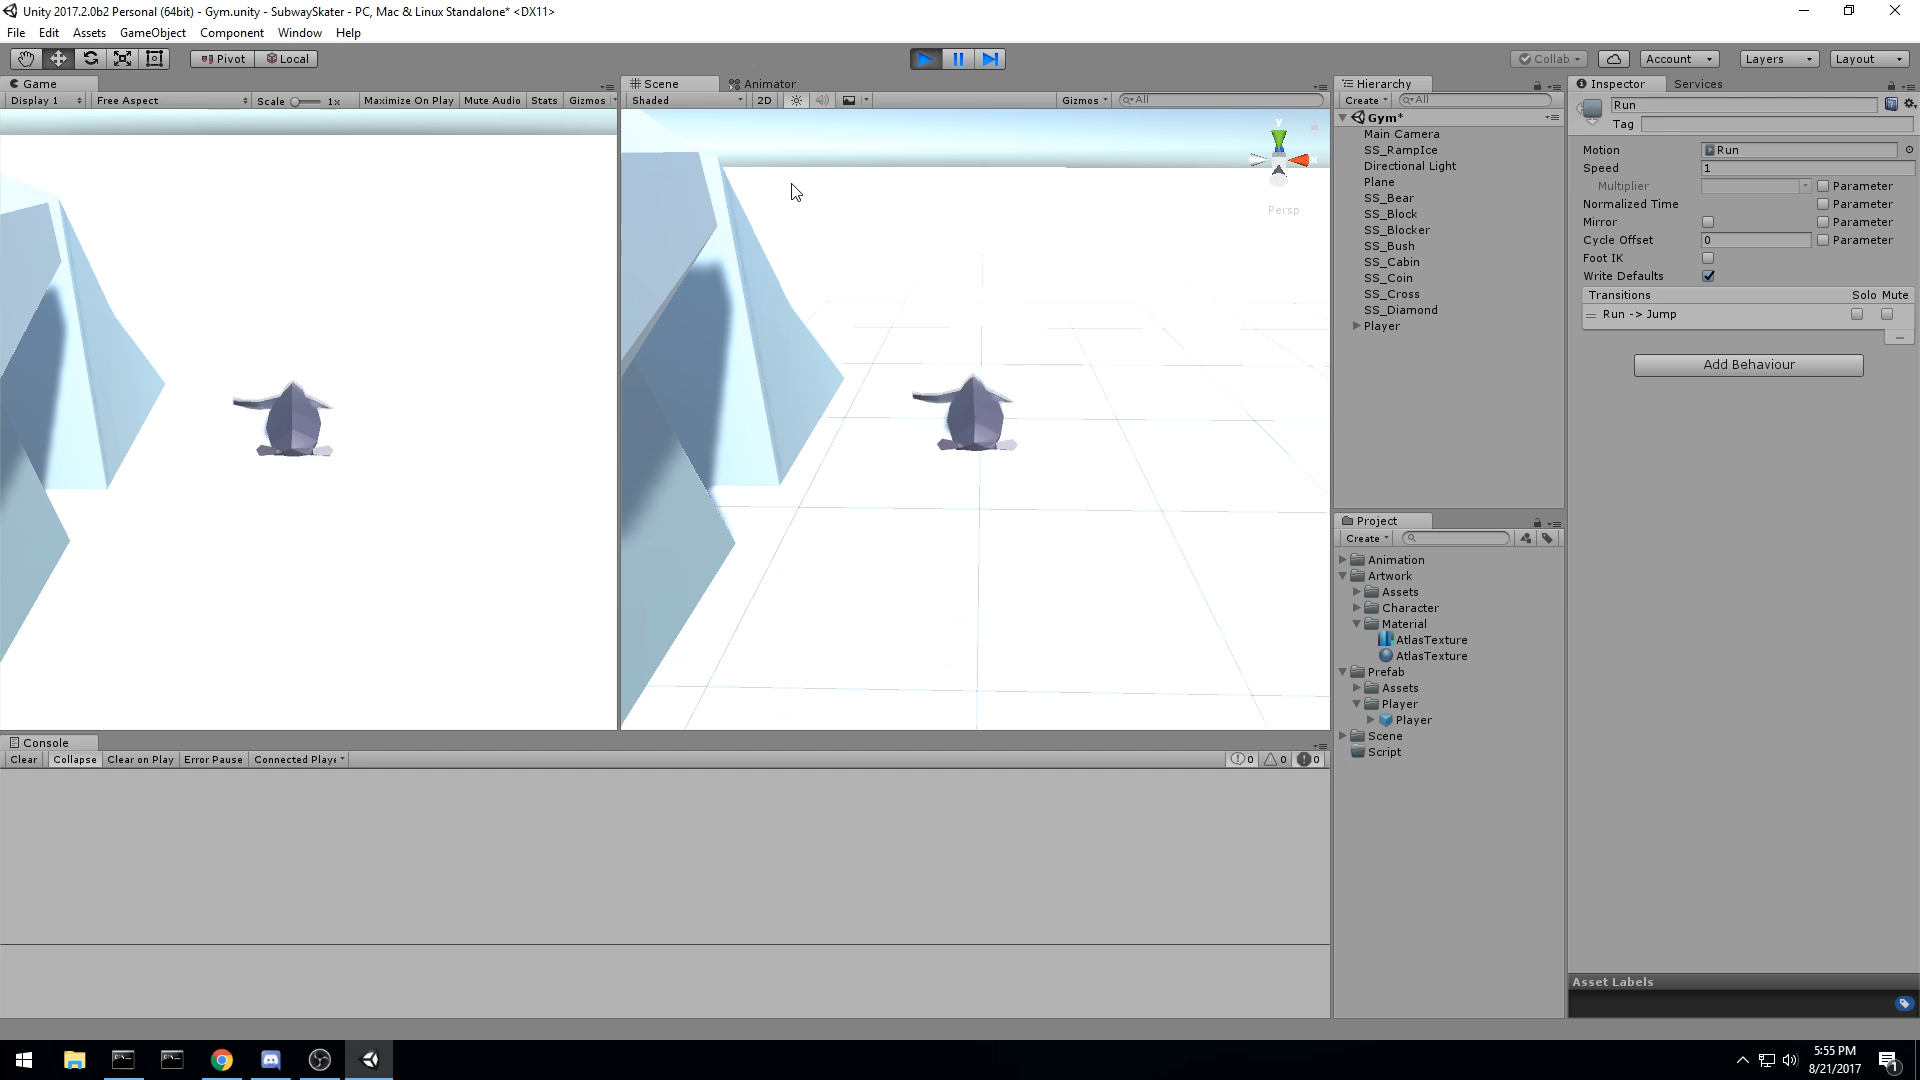 Unity 2017.2.0b2 Personal (64bit) - Gym.unity - SubwaySkater - PC, Mac & Linux Standalone* <DX11>
File Edit Assets GameObject Component Window Help
Pivot Local Collab Account Layers Layout
Game
Display 1 Free Aspect Scale 1x Maximize On Play Mute Audio Stats Gizmos
Scene Animator
Shaded 2D Gizmos All
y
Persp
Hierarchy
Create All
Gym*
Main Camera
SS_RampIce
Directional Light
Plane
SS_Bear
SS_Block
SS_Blocker
SS_Bush
SS_Cabin
SS_Coin
SS_Cross
SS_Diamond
Player
Project
Create
Animation
Artwork
Assets
Character
Material
AtlasTexture
AtlasTexture
Prefab
Assets
Player
Player
Scene
Script
Inspector Services
Run
Tag
Motion Run
Speed 1
Multiplier Parameter
Normalized Time Parameter
Mirror Parameter
Cycle Offset 0 Parameter
Foot IK
Write Defaults
Transitions Solo Mute
Run -> Jump
Add Behaviour
Asset Labels
Console
Clear Collapse Clear on Play Error Pause Connected Playe 0 0 0
5:55 PM
8/21/2017
1